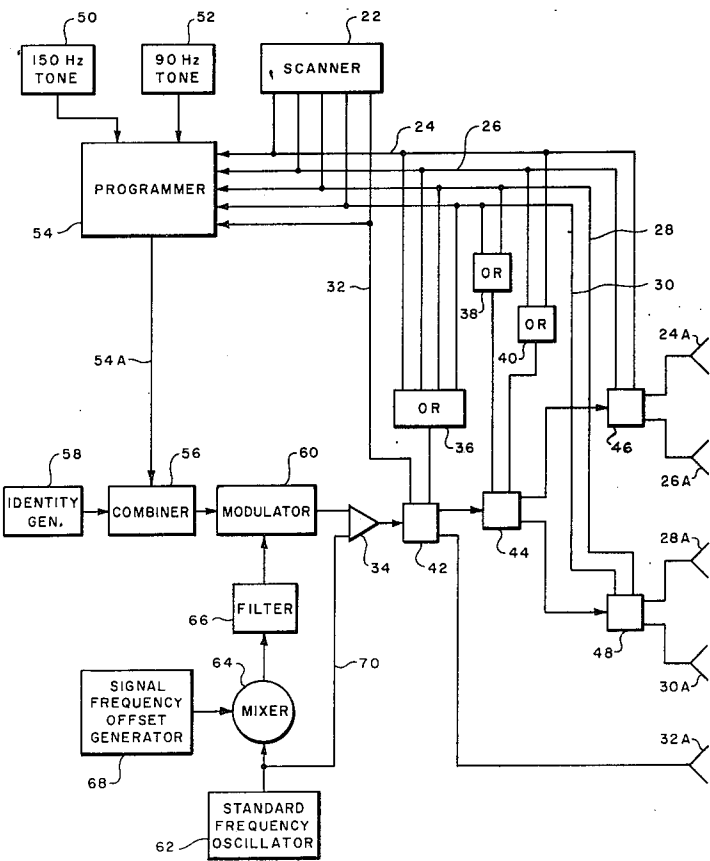 50
52
22
150 Hz
TONE
90 Hz
TONE
SCANNER
24
26
PROGRAMMER
54
28
OR
32
38
30
OR
40
24A
54A
OR
36
46
26A
58
56
60
IDENTITY
GEN.
COMBINER
MODULATOR
34
42
44
28A
FILTER
66
48
64
70
30A
SIGNAL
FREQUENCY
OFFSET
GENERATOR
MIXER
32A
68
STANDARD
FREQUENCY
OSCILLATOR
62